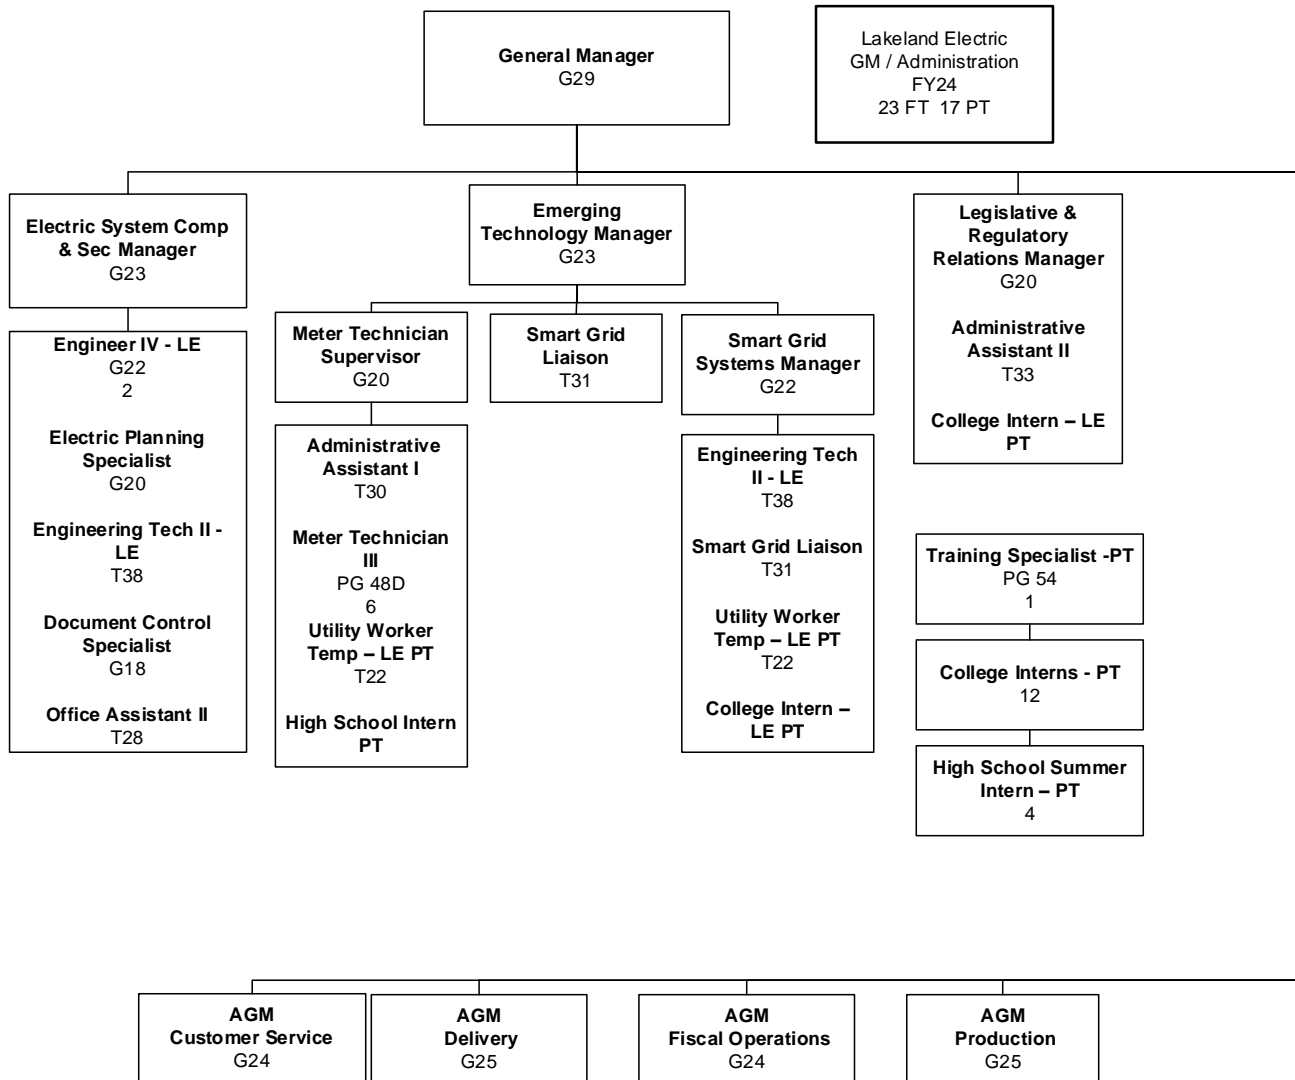 General Manager
G29
Lakeland Electric
GM / Administration
FY24
23 FT  17 PT
Electric System Comp
& Sec Manager
G23
Emerging
Technology Manager
G23
Legislative &
Regulatory
Relations Manager
G20
Administrative
Assistant II
T33
College Intern – LE
PT
Engineer IV - LE
G22
2
Electric Planning
Specialist
G20
Engineering Tech II -
LE
T38
Document Control
Specialist
G18
Office Assistant II
T28
Meter Technician
Supervisor
G20
Smart Grid
Liaison
T31
Smart Grid
Systems Manager
G22
Administrative
Assistant I
T30
Meter Technician
III
PG 48D
6
Utility Worker
Temp – LE PT
T22
High School Intern
PT
Engineering Tech
II - LE
T38
Smart Grid Liaison
T31
Utility Worker
Temp – LE PT
T22
College Intern –
LE PT
Training Specialist -PT
PG 54
1
College Interns - PT
12
High School Summer
Intern – PT
4
AGM
Customer Service
G24
AGM
Delivery
G25
AGM
Fiscal Operations
G24
AGM
Production
G25